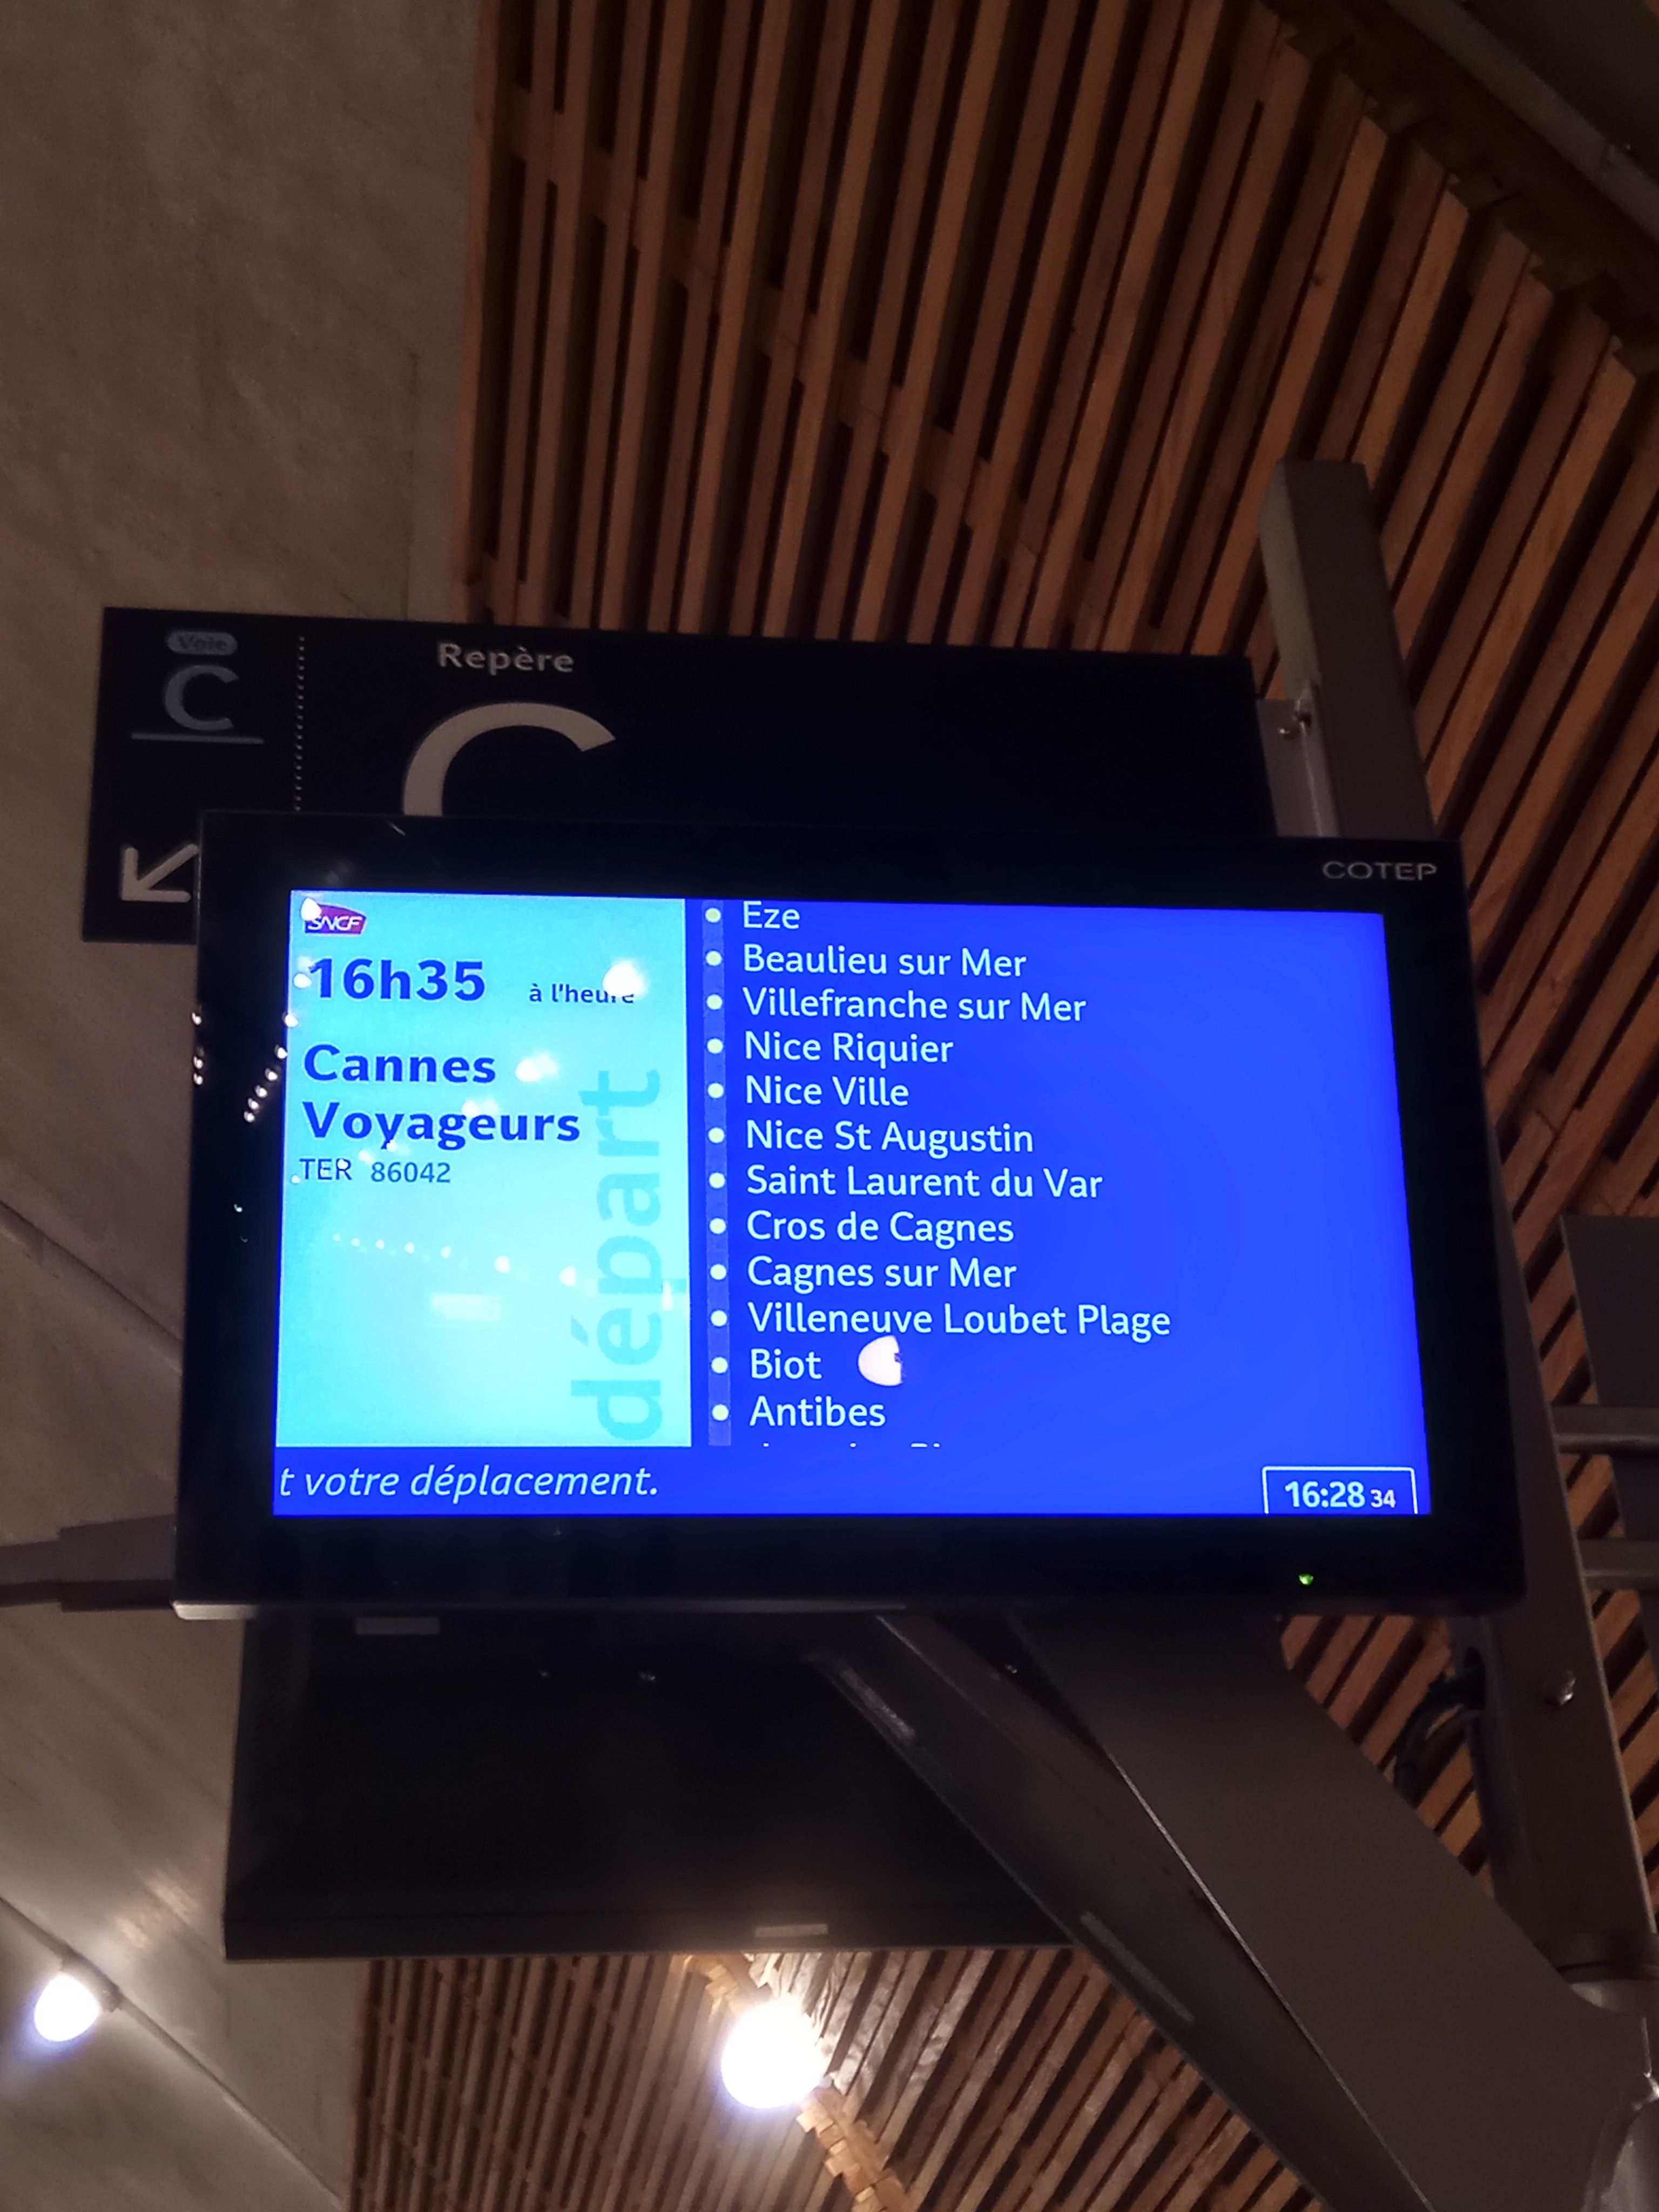 Voie
C
Repère
C
COTEP
SNCF
16h35 à l'heure
Cannes
Voyageurs
TER 86042
départ
Eze
Beaulieu sur Mer
Villefranche sur Mer
Nice Riquier
Nice Ville
Nice St Augustin
Saint Laurent du Var
Cros de Cagnes
Cagnes sur Mer
Villeneuve Loubet Plage
Biot
Antibes
t votre déplacement.
16:28 34